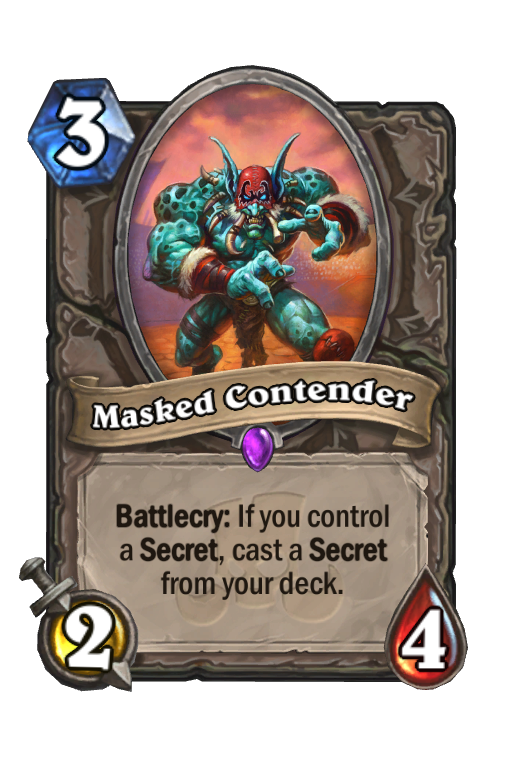 3
Masked Contender
Battlecry: If you control
a Secret, cast a Secret
from your deck.
2
4